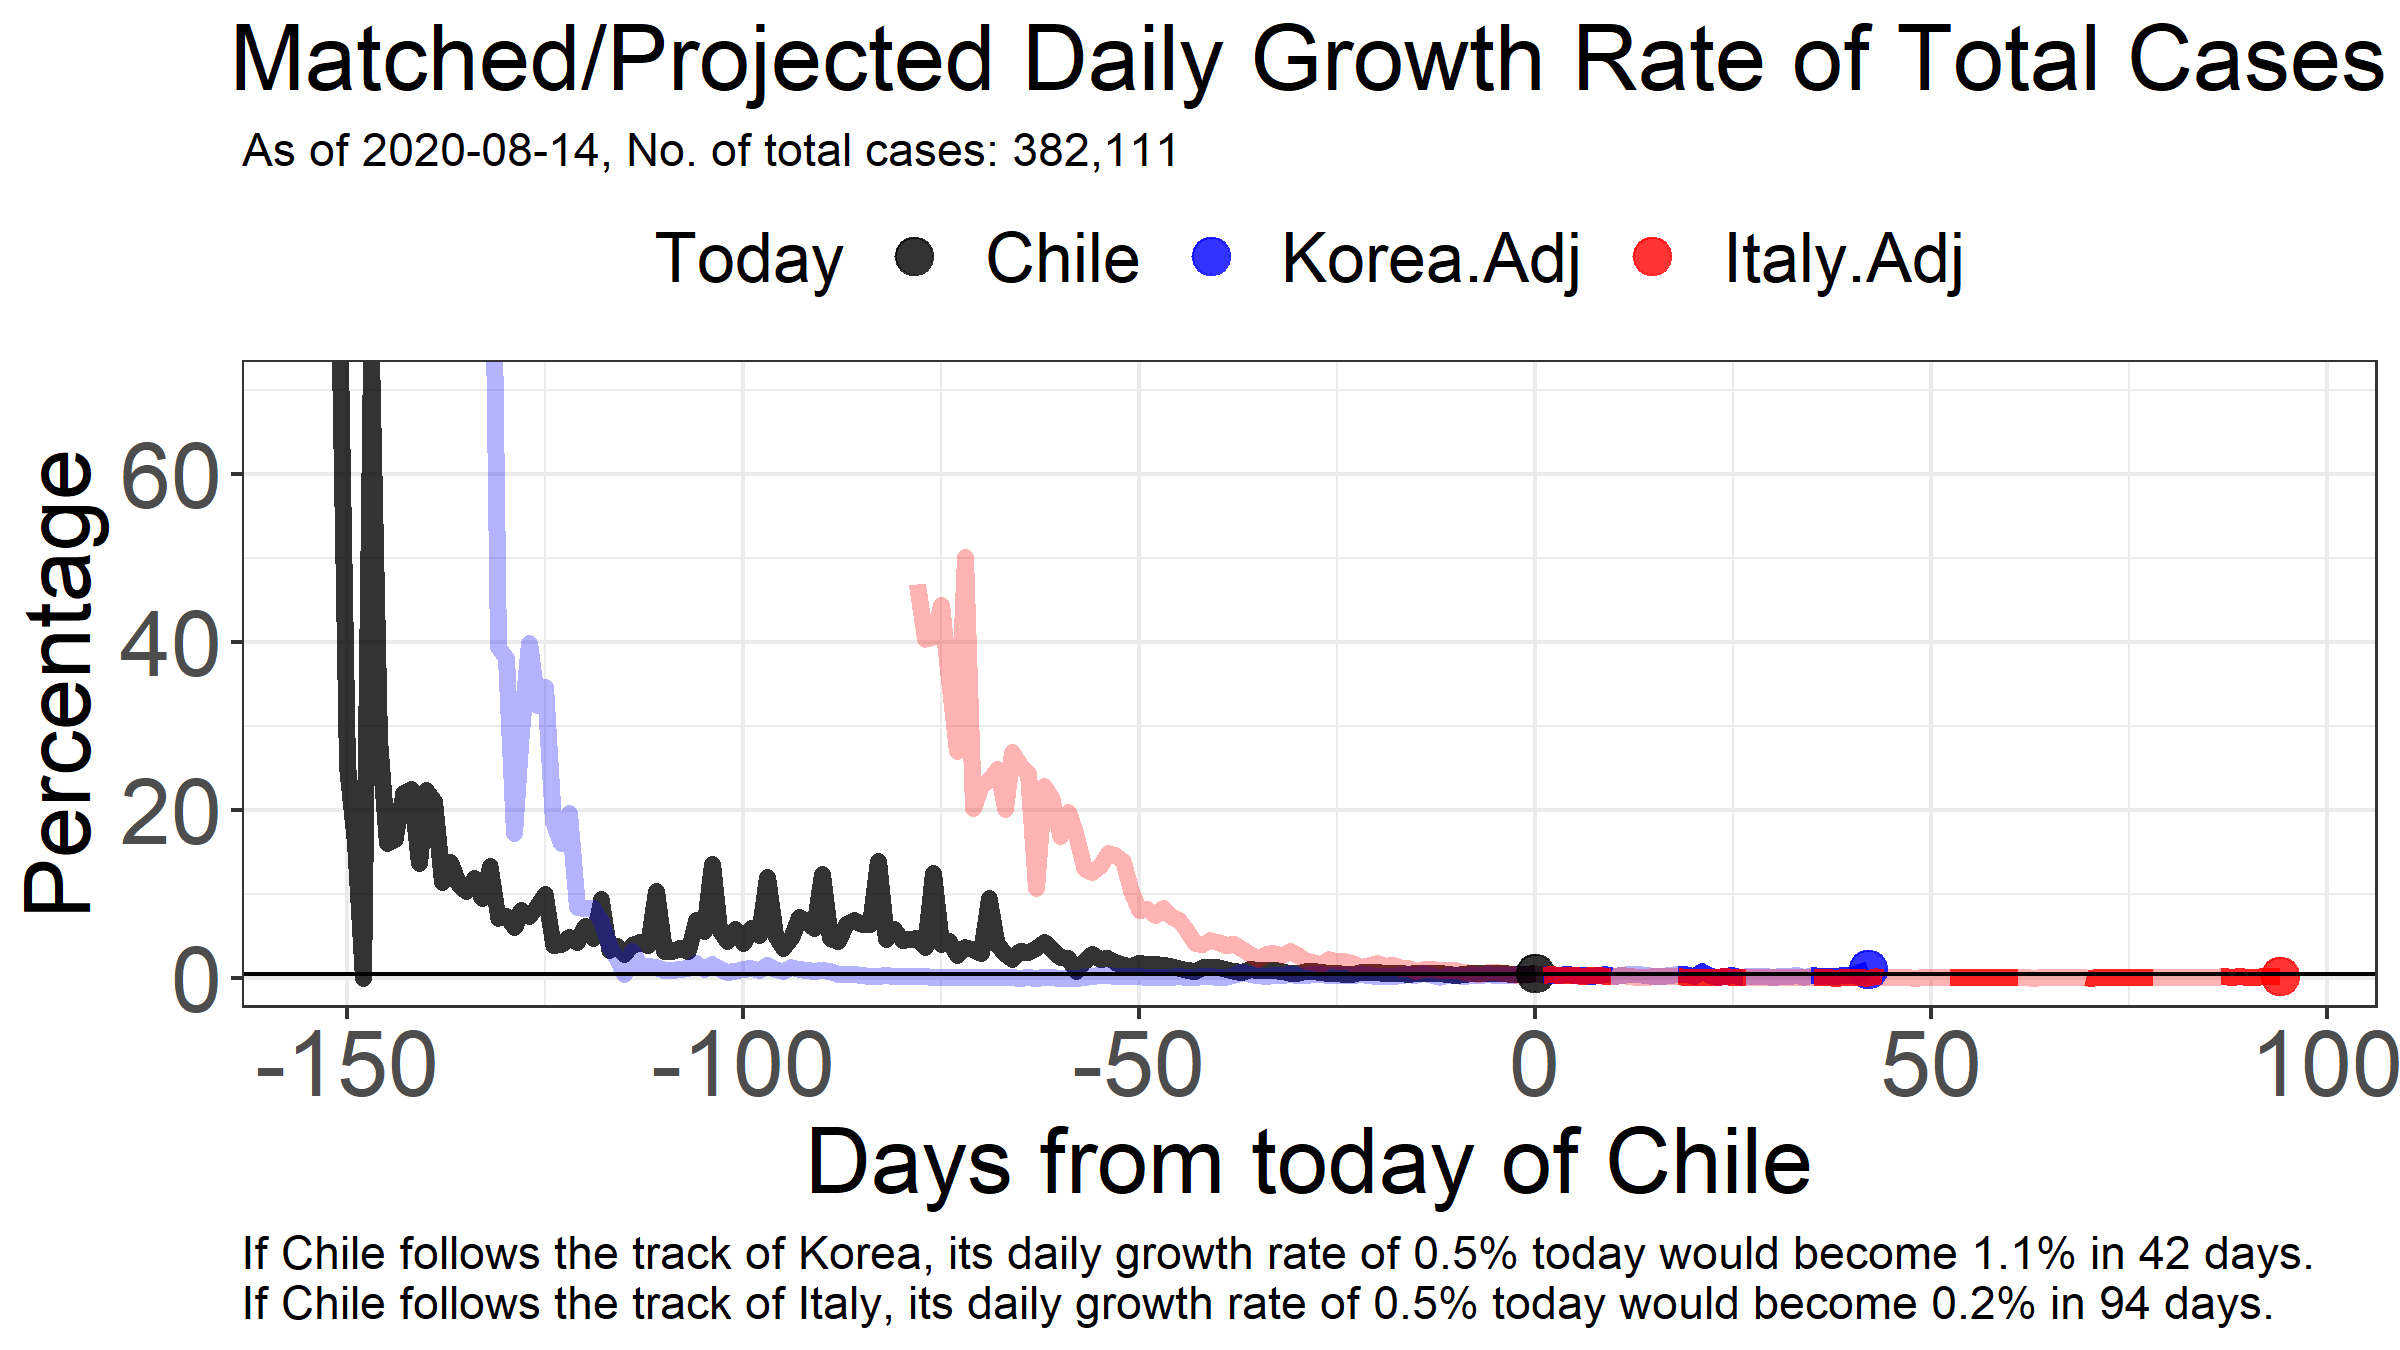 Matched/Projected Daily Growth Rate of Total Cases
As of 2020-08-14, No. of total cases: 382,111
Today Chile Korea.Adj Italy.Adj
Percentage
60
40
20
0
-150 -100 -50 0 50 100
Days from today of Chile
If Chile follows the track of Korea, its daily growth rate of 0.5% today would become 1.1% in 42 days.
If Chile follows the track of Italy, its daily growth rate of 0.5% today would become 0.2% in 94 days.